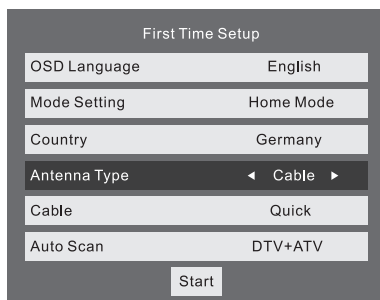 First Time Setup
OSD Language English
Mode Setting Home Mode
Country Germany
Antenna Type ◄ Cable ►
Cable Quick
Auto Scan DTV+ATV
Start